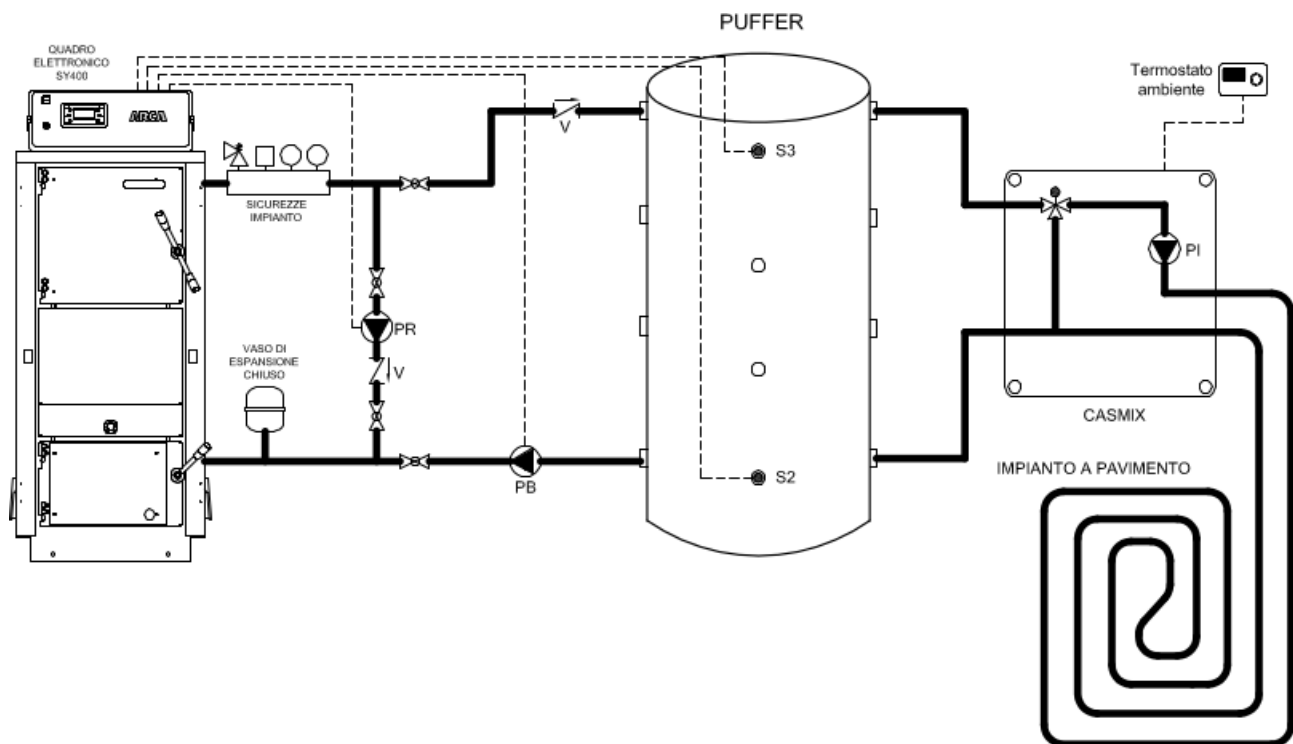 PUFFER
QUADRO
ELETTRONICO
SY400
ARCA
Termostato
ambiente
V
S3
SICUREZZE
IMPIANTO
PI
PR
VASO DI
ESPANSIONE
CHIUSO
V
CASMIX
IMPIANTO A PAVIMENTO
S2
PB